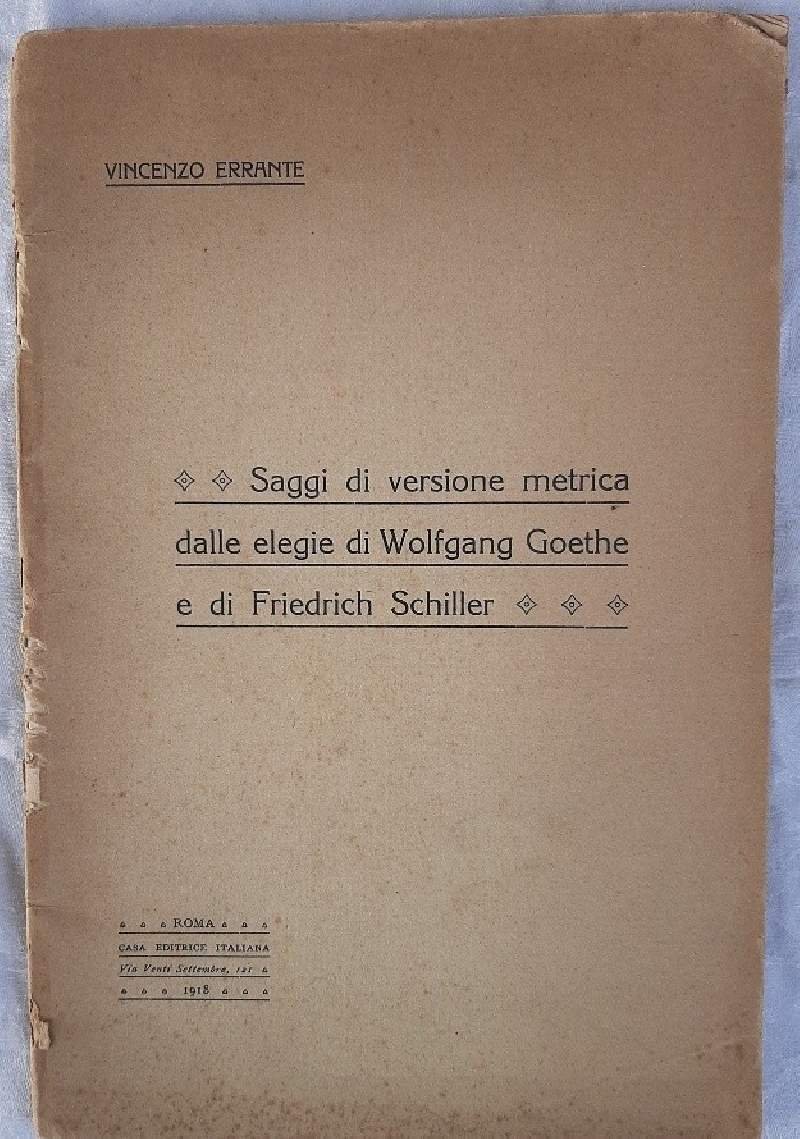 VINCENZO ERRANTE
Saggi di versione metrica
dalle elegie di Wolfgang Goethe
e di Friedrich Schiller
ROMA
CASA EDITRICE ITALIANA
Via Venti Settembre, 121
1918